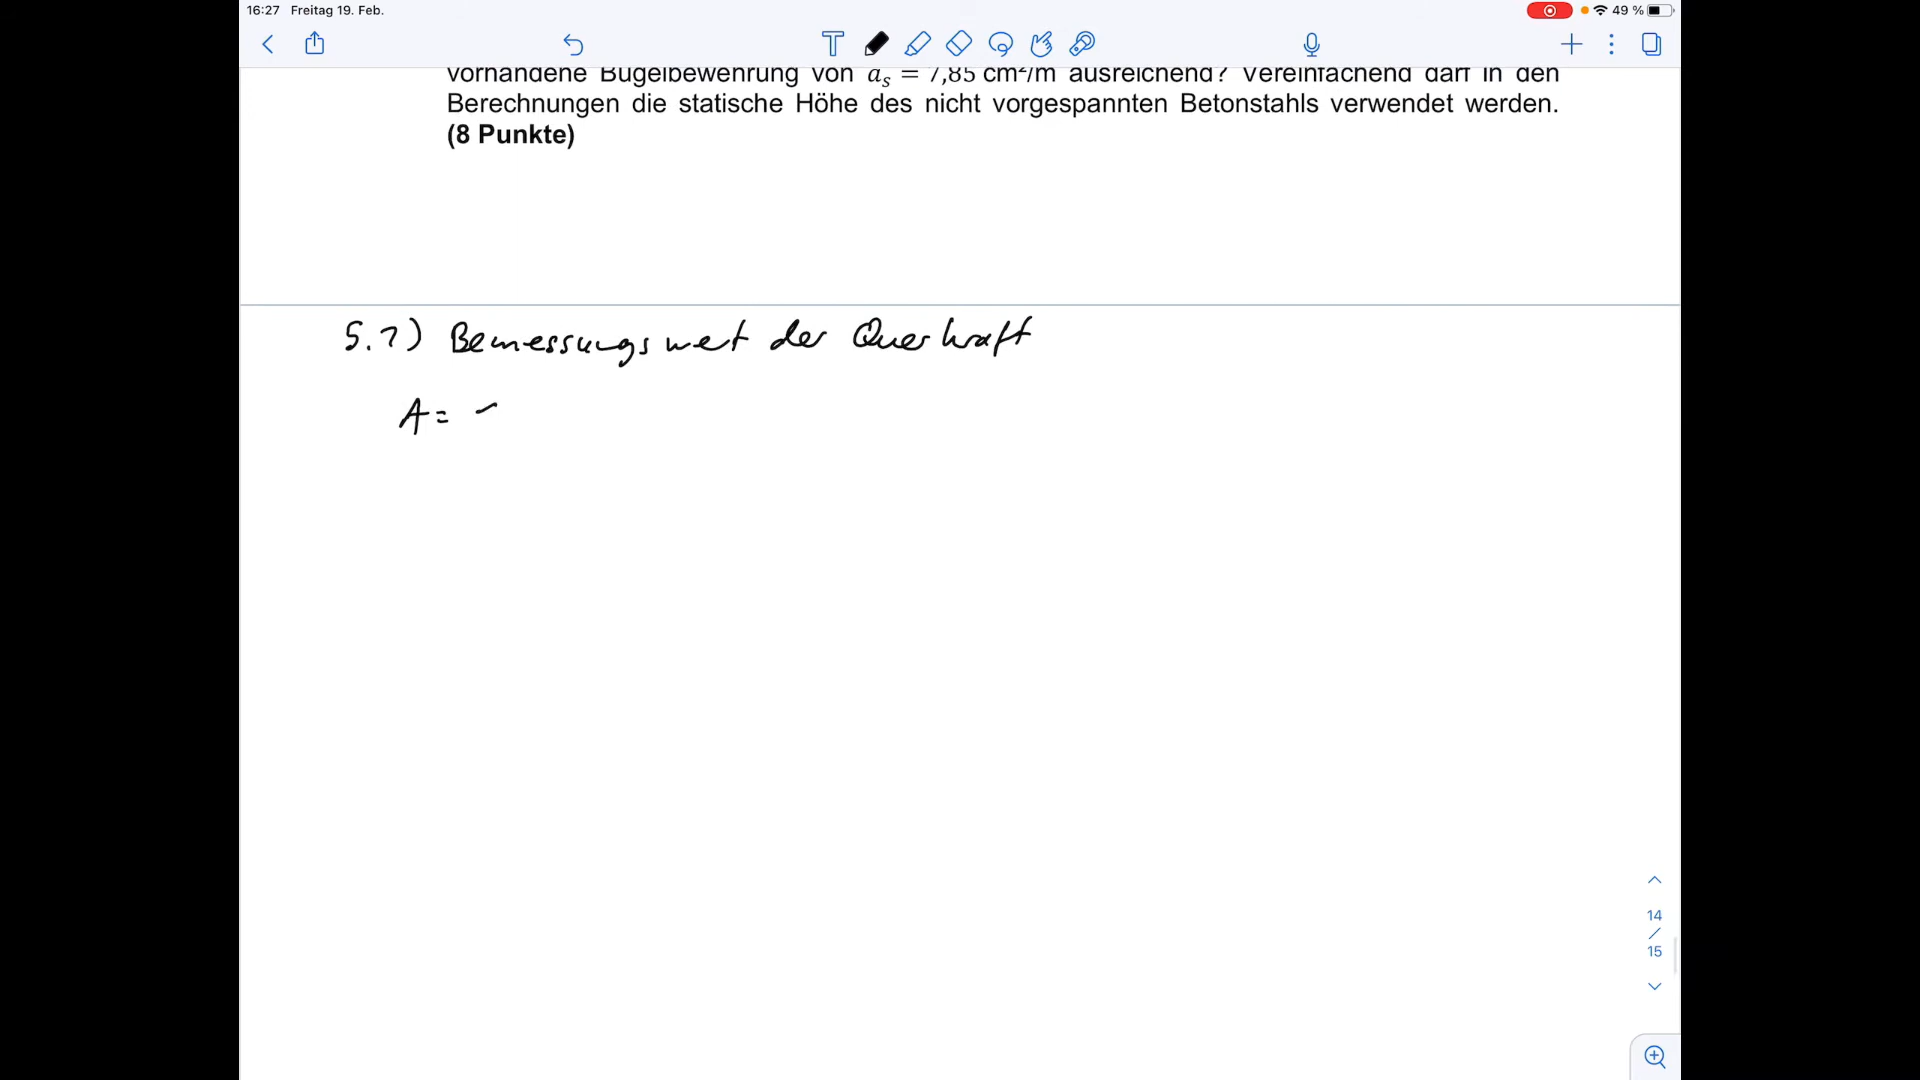 16:27 Freitag 19. Feb. 49 %
vorhandene Bügelbewehrung von aₛ = 7,85 cm²/m ausreichend? Vereinfachend darf in den
Berechnungen die statische Höhe des nicht vorgespannten Betonstahls verwendet werden.
(8 Punkte)
5.7) Bemessungswert der Querkraft
A =
14
/
15